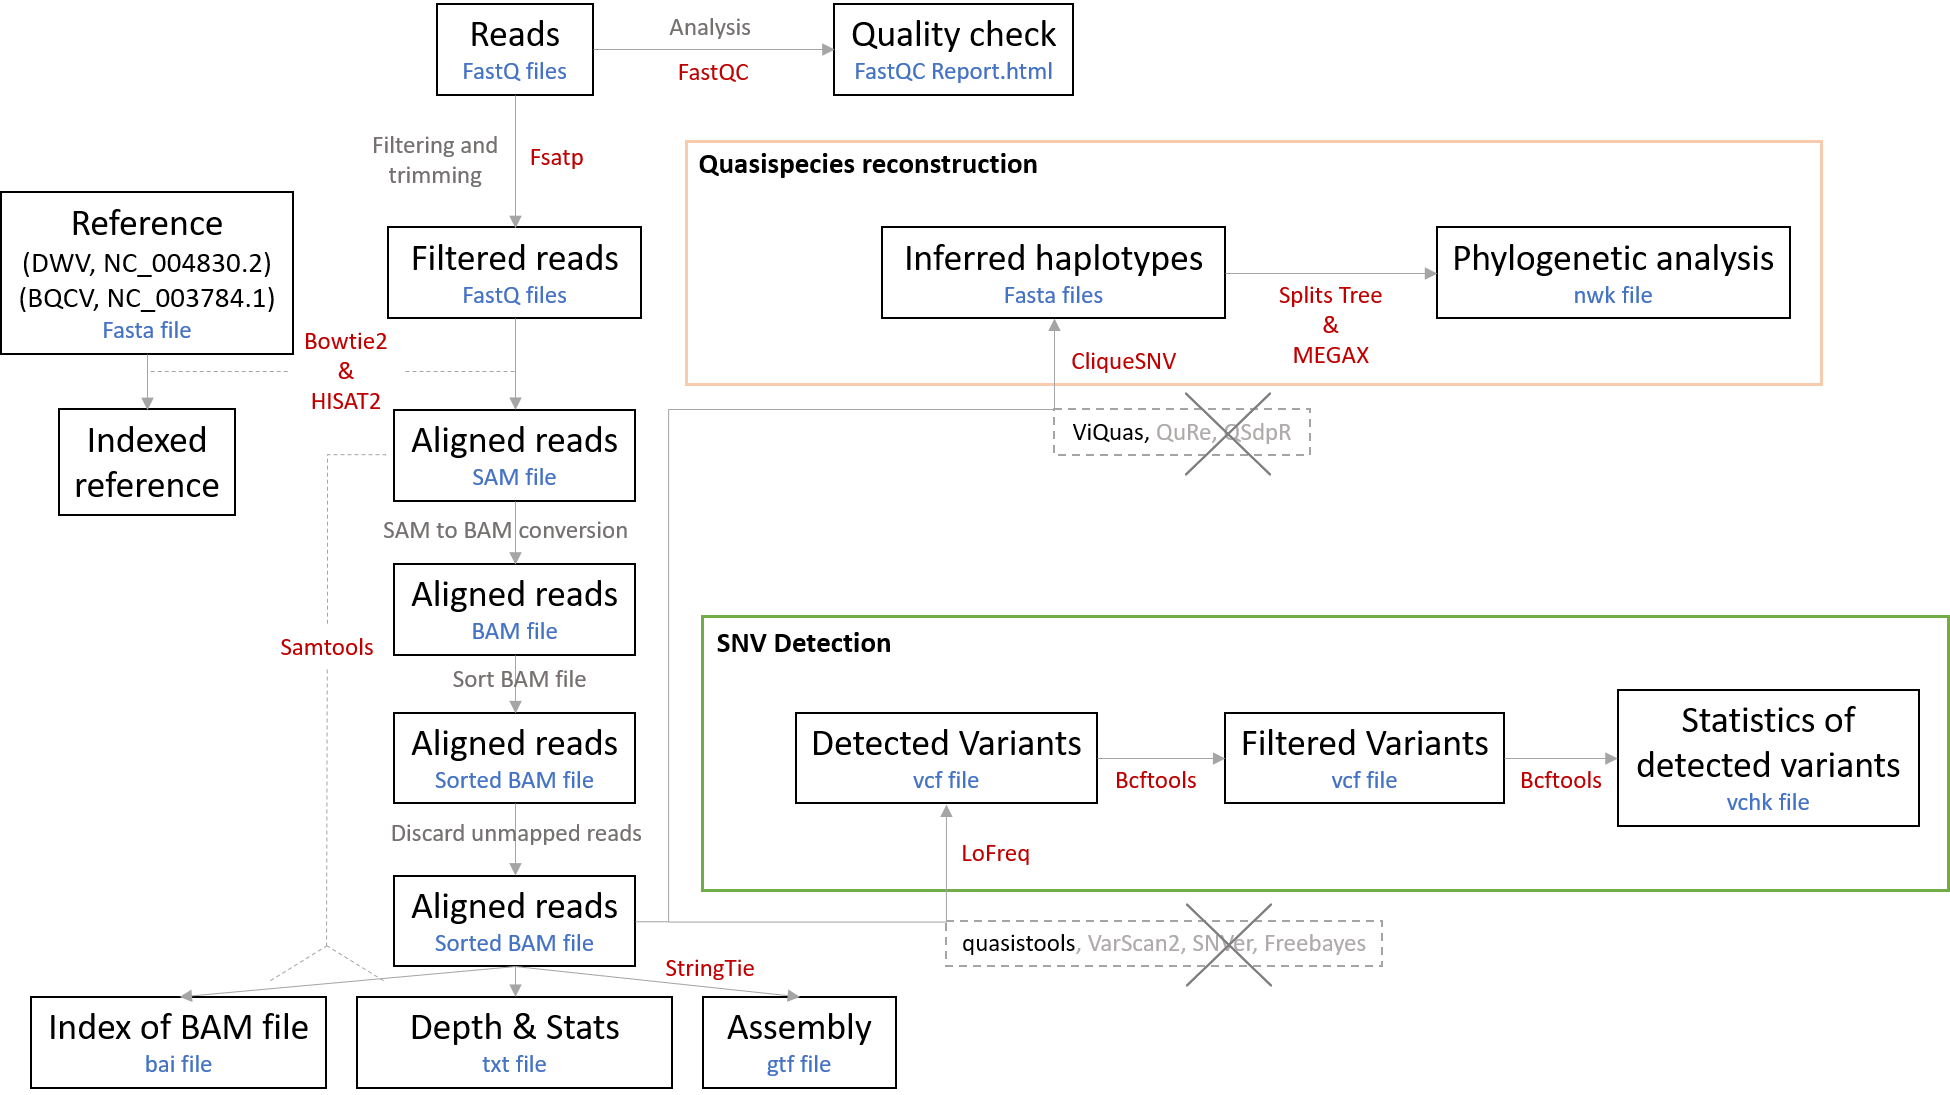 Reads
FastQ files
Analysis
FastQC
Quality check
FastQC Report.html
Filtering and
trimming
Fsatp
Quasispecies reconstruction
Reference
(DWV, NC_004830.2)
(BQCV, NC_003784.1)
Fasta file
Filtered reads
FastQ files
Inferred haplotypes
Fasta files
Splits Tree
&
MEGAX
Phylogenetic analysis
nwk file
Bowtie2
&
HISAT2
CliqueSNV
ViQuas, QuRe, QSdpR
Indexed
reference
Aligned reads
SAM file
SAM to BAM conversion
Aligned reads
BAM file
Samtools
Sort BAM file
SNV Detection
Aligned reads
Sorted BAM file
Detected Variants
vcf file
Bcftools
Filtered Variants
vcf file
Bcftools
Statistics of
detected variants
vchk file
Discard unmapped reads
LoFreq
Aligned reads
Sorted BAM file
quasistools, VarScan2, SNVer, Freebayes
StringTie
Index of BAM file
bai file
Depth & Stats
txt file
Assembly
gtf file